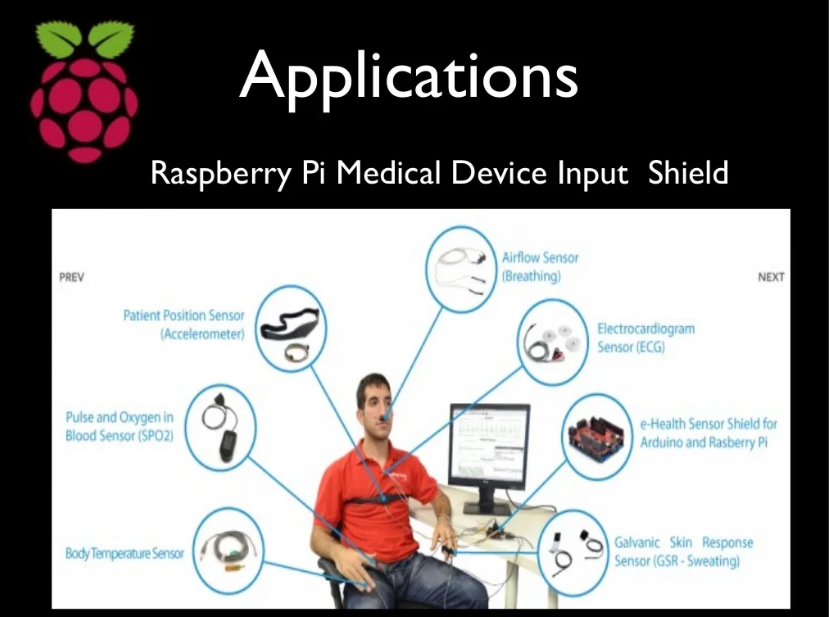 Applications
Raspberry Pi Medical Device Input Shield
PREV
NEXT
Airflow Sensor
(Breathing)
Patient Position Sensor
(Accelerometer)
Electrocardiogram
Sensor (ECG)
Pulse and Oxygen in
Blood Sensor (SPO2)
e-Health Sensor Shield for
Arduino and Rasberry Pi
Body Temperature Sensor
Galvanic Skin Response
Sensor (GSR - Sweating)